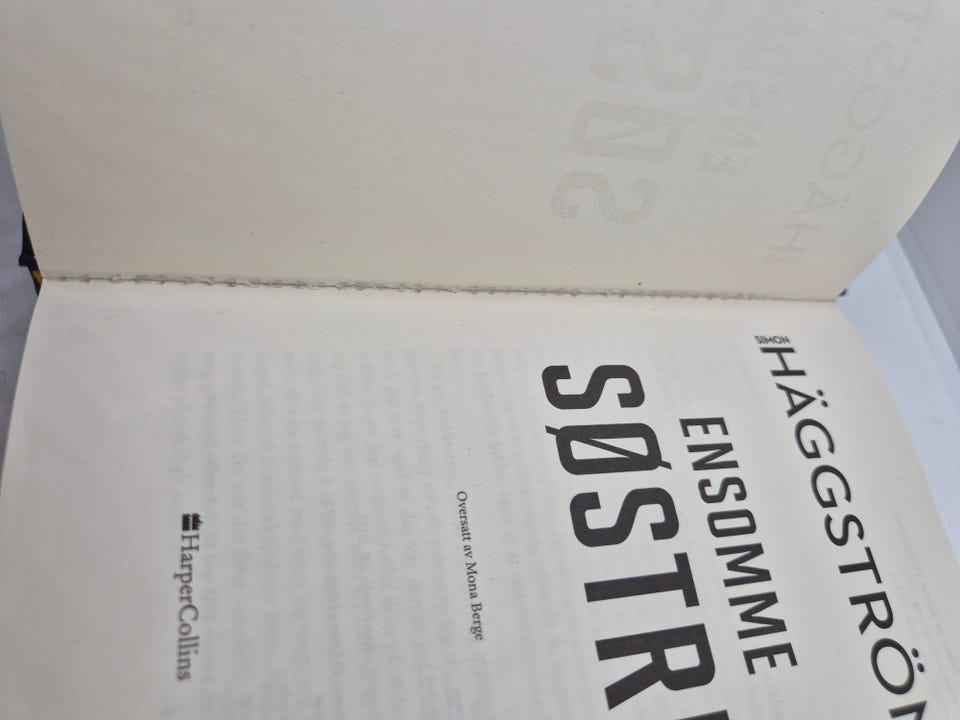 SIMON
HÄGGSTRÖM
ENSOMME
SØSTR
Oversatt av Mona Berge
HarperCollins